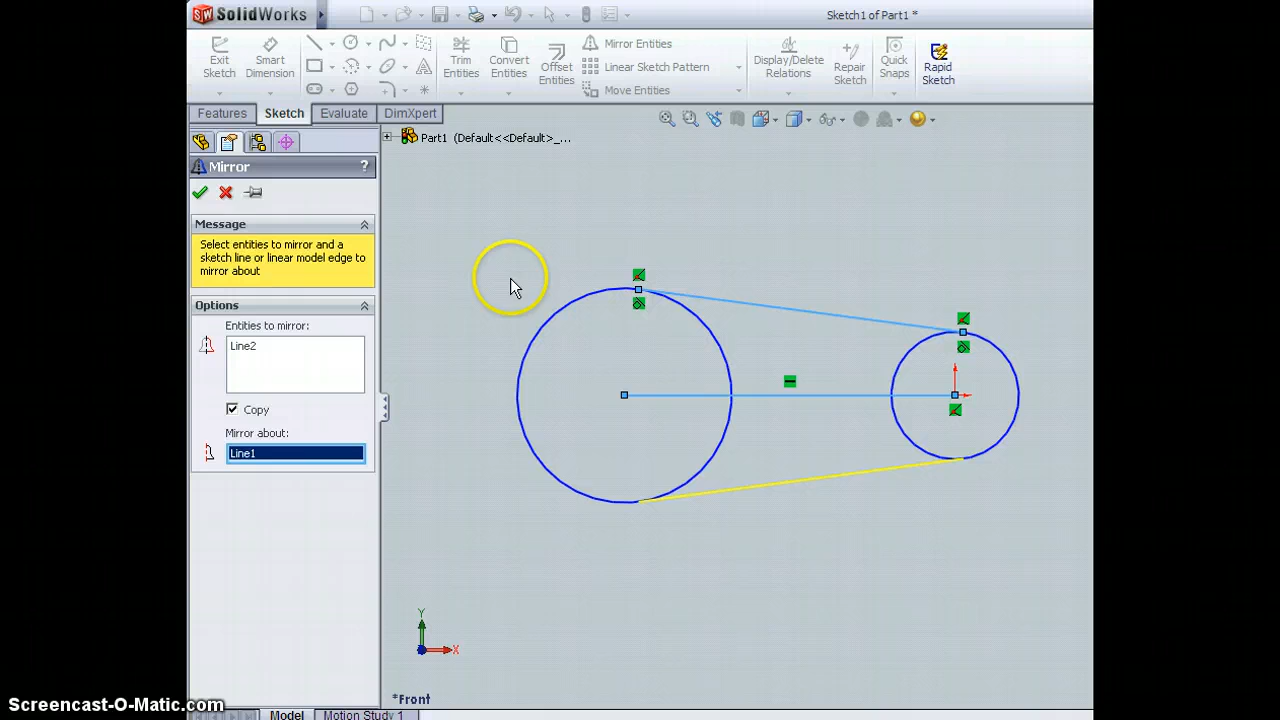 SolidWorks
Sketch1 of Part1 *
Exit Sketch
Smart Dimension
Trim Entities
Convert Entities
Offset Entities
Mirror Entities
Linear Sketch Pattern
Move Entities
Display/Delete Relations
Repair Sketch
Quick Snaps
Rapid Sketch
Features
Sketch
Evaluate
DimXpert
Part1 (Default<<Default>_...
Mirror
?
Message
Select entities to mirror and a
sketch line or linear model edge to
mirror about
Options
Entities to mirror:
Line2
Copy
Mirror about:
Line1
Y
X
*Front
Screencast-O-Matic.com
Model
Motion Study 1